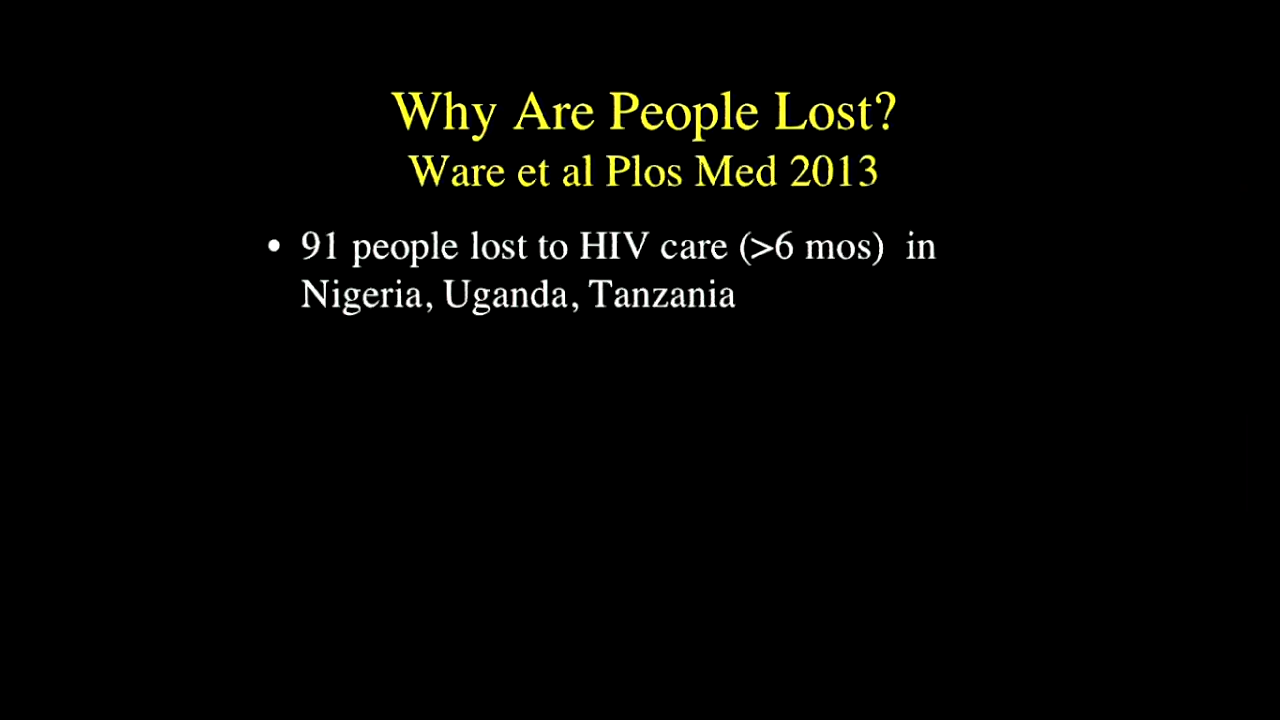 Why Are People Lost?
Ware et al Plos Med 2013
• 91 people lost to HIV care (>6 mos) in
Nigeria, Uganda, Tanzania